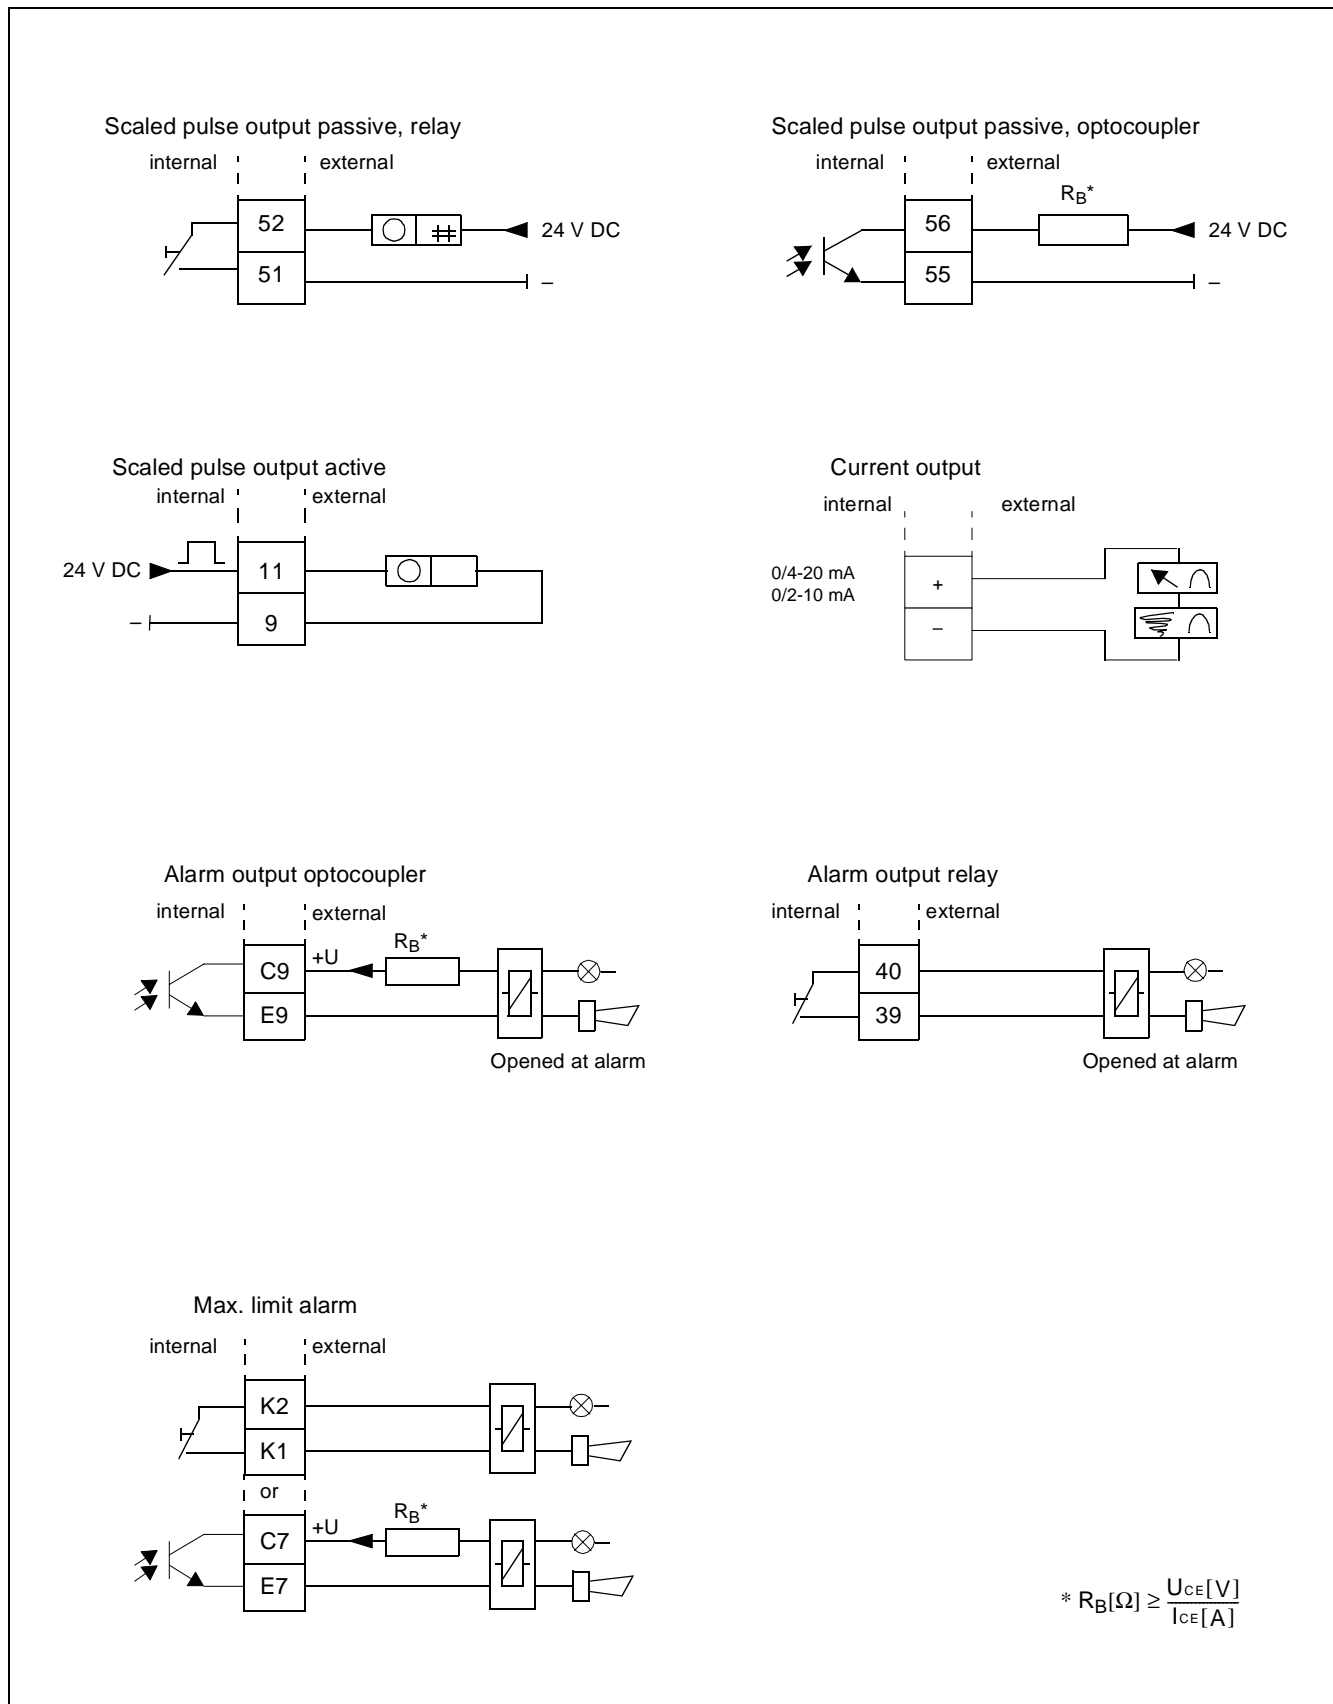 Scaled pulse output passive, relay
internal external
52
24 V DC
51
–
Scaled pulse output passive, optocoupler
internal external
RB*
56
24 V DC
55
–
Scaled pulse output active
internal external
24 V DC
11
–
9
Current output
internal external
0/4-20 mA
0/2-10 mA
+
–
Alarm output optocoupler
internal external
C9 +U RB*
E9
Opened at alarm
Alarm output relay
internal external
40
39
Opened at alarm
Max. limit alarm
internal external
K2
K1
or
C7 +U RB*
E7
* RB[Ω] ≥ UCE[V] / ICE[A]